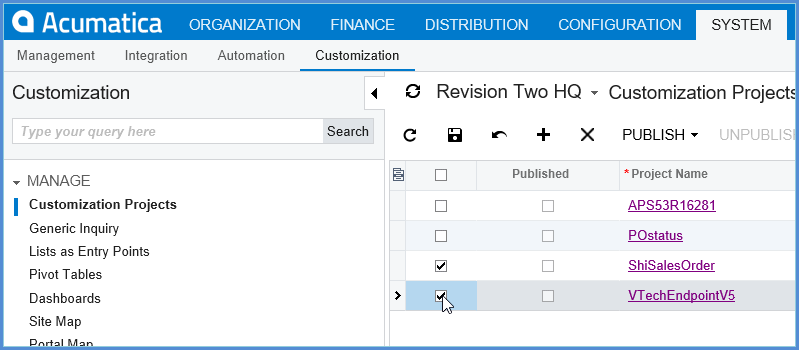 Acumatica ORGANIZATION FINANCE DISTRIBUTION CONFIGURATION SYSTEM
Management Integration Automation Customization
Customization
Revision Two HQ Customization Projects
Type your query here Search
PUBLISH UNPUBLIS
MANAGE
Published * Project Name
Customization Projects
APS53R16281
Generic Inquiry
POstatus
Lists as Entry Points
ShiSalesOrder
Pivot Tables
VTechEndpointV5
Dashboards
Site Map
Portal Map